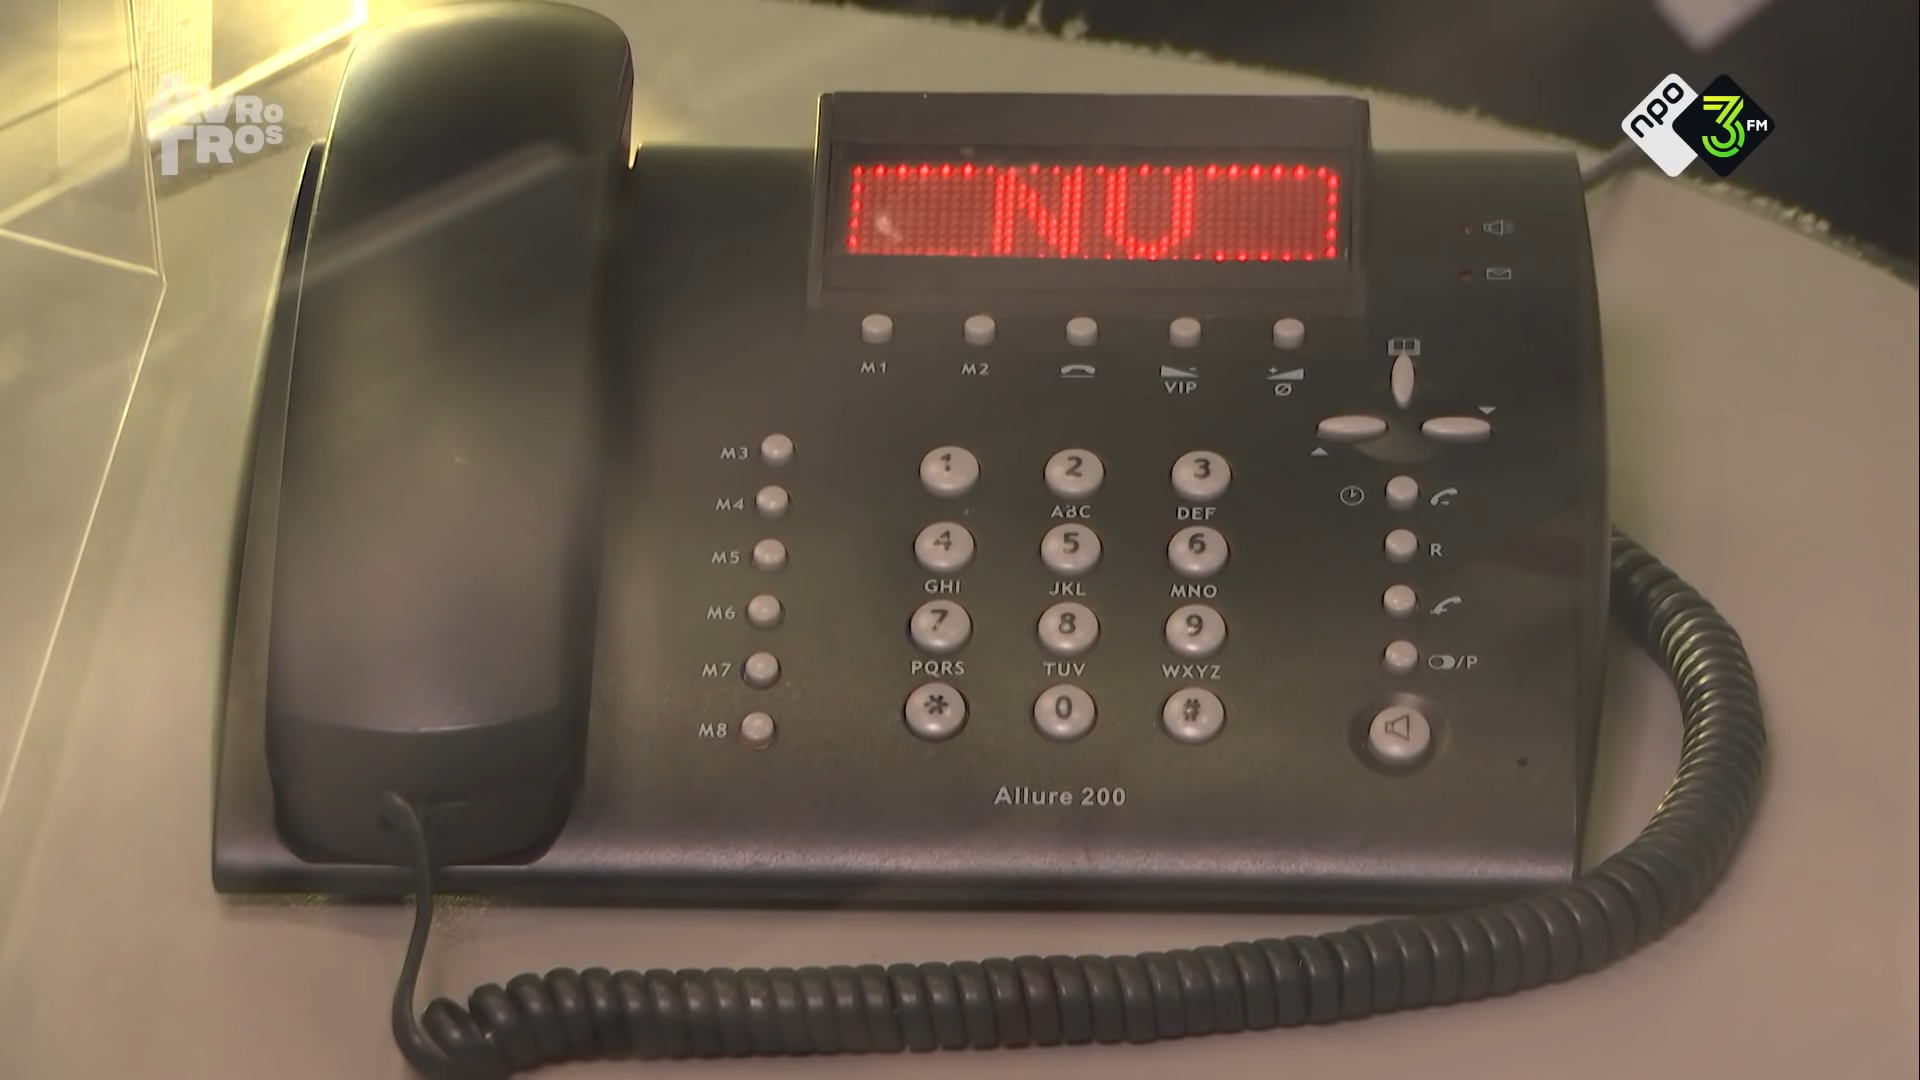 AVRO
TROS
npo
3FM
NU
M1
M2
VIP
Ø
M3
M4
M5
M6
M7
M8
1
2
3
ABC
DEF
4
5
6
GHI
JKL
MNO
7
8
9
PQRS
TUV
WXYZ
*
0
#
R
/P
Allure 200